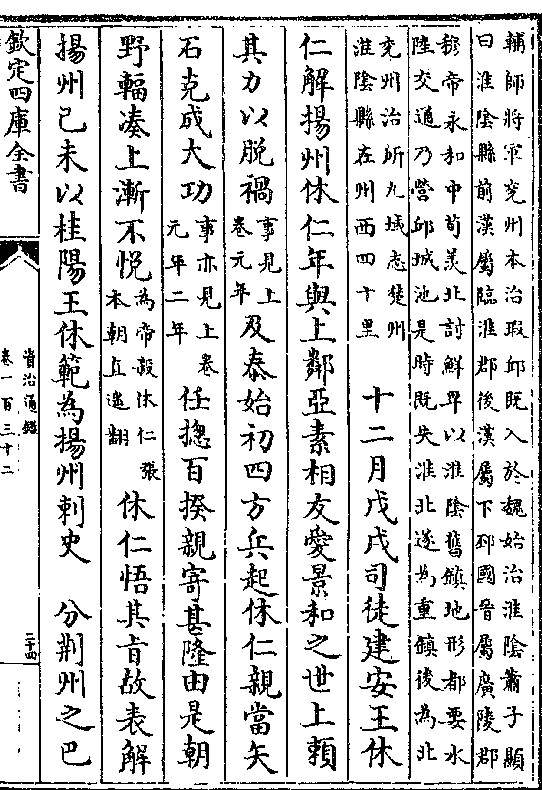 輔師將軍兖州本治瑕邱既入於魏始治淮隂蕭子顯
曰淮隂縣前漢屬臨淮郡後漢屬下邳國晉屬廣陵郡
穆帝永和中荀羡北討鮮卑以淮隂舊鎮地形都要水
陸交通乃營邱城池是時既失淮北遂為重鎮後為北
兖州治所九域志楚州
淮隂縣在州西四十里
十二月戊戌司徒建安王休
仁解揚州休仁年與上鄰亞素相友愛景和之世上賴
其力以脱禍
事見上
卷元年
及泰始初四方兵起休仁親當矢
石克成大功
事亦見上卷
元年二年
任揔百揆親寄甚隆由是朝
野輻湊上漸不悦
為帝殺休仁張
本朝直遥翻
休仁悟其旨故表解
揚州己未以桂陽王休範為揚州刺史 分荆州之巴
欽定四庫全書
資治通鑑
卷一百三十二
二十四